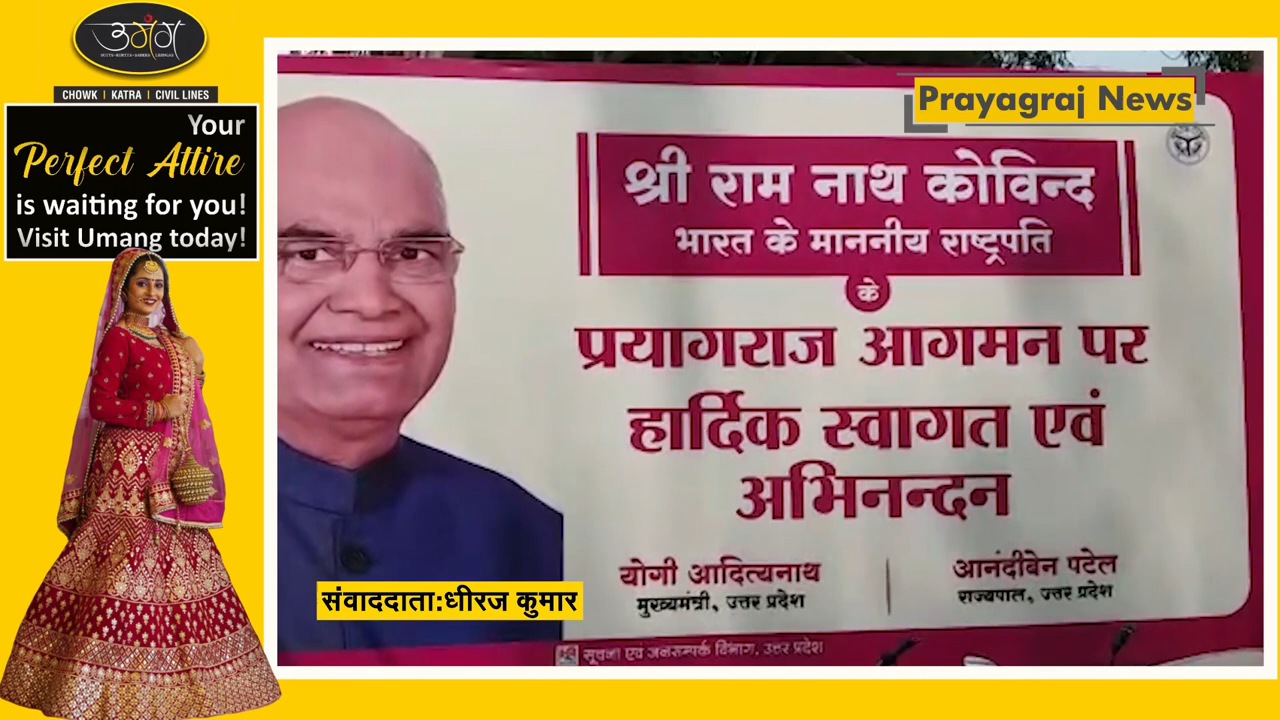 उमंग
CHOWK | KATRA | CIVIL LINES
Your
Perfect Attire
is waiting for you!
Visit Umang today!
Prayagraj News
श्री राम नाथ कोविन्द
भारत के माननीय राष्ट्रपति
के
प्रयागराज आगमन पर
हार्दिक स्वागत एवं
अभिनन्दन
योगी आदित्यनाथ
मुख्यमंत्री, उत्तर प्रदेश
आनंदीबेन पटेल
राज्यपाल, उत्तर प्रदेश
संवाददाता:धीरज कुमार
सूचना एवं जनसम्पर्क विभाग, उत्तर प्रदेश